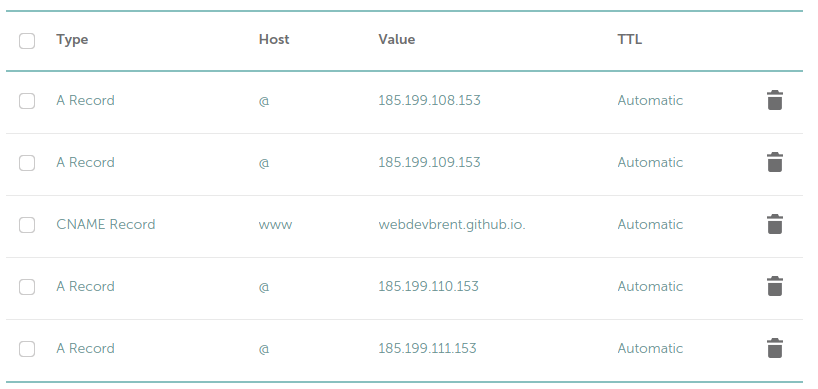 Type Host Value TTL
A Record @ 185.199.108.153 Automatic
A Record @ 185.199.109.153 Automatic
CNAME Record www webdevbrent.github.io. Automatic
A Record @ 185.199.110.153 Automatic
A Record @ 185.199.111.153 Automatic